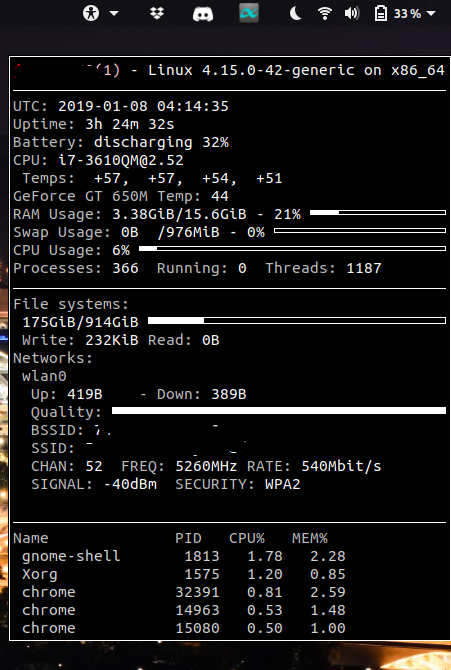 33 %
(1) - Linux 4.15.0-42-generic on x86_64
UTC: 2019-01-08 04:14:35
Uptime: 3h 24m 32s
Battery: discharging 32%
CPU: i7-3610QM@2.52
Temps: +57, +57, +54, +51
GeForce GT 650M Temp: 44
RAM Usage: 3.38GiB/15.6GiB - 21%
Swap Usage: 0B /976MiB - 0%
CPU Usage: 6%
Processes: 366 Running: 0 Threads: 1187
File systems:
175GiB/914GiB
Write: 232KiB Read: 0B
Networks:
wlan0
Up: 419B - Down: 389B
Quality:
BSSID:
SSID:
CHAN: 52 FREQ: 5260MHz RATE: 540Mbit/s
SIGNAL: -40dBm SECURITY: WPA2
Name PID CPU% MEM%
gnome-shell 1813 1.78 2.28
Xorg 1575 1.20 0.85
chrome 32391 0.81 2.59
chrome 14963 0.53 1.48
chrome 15080 0.50 1.00